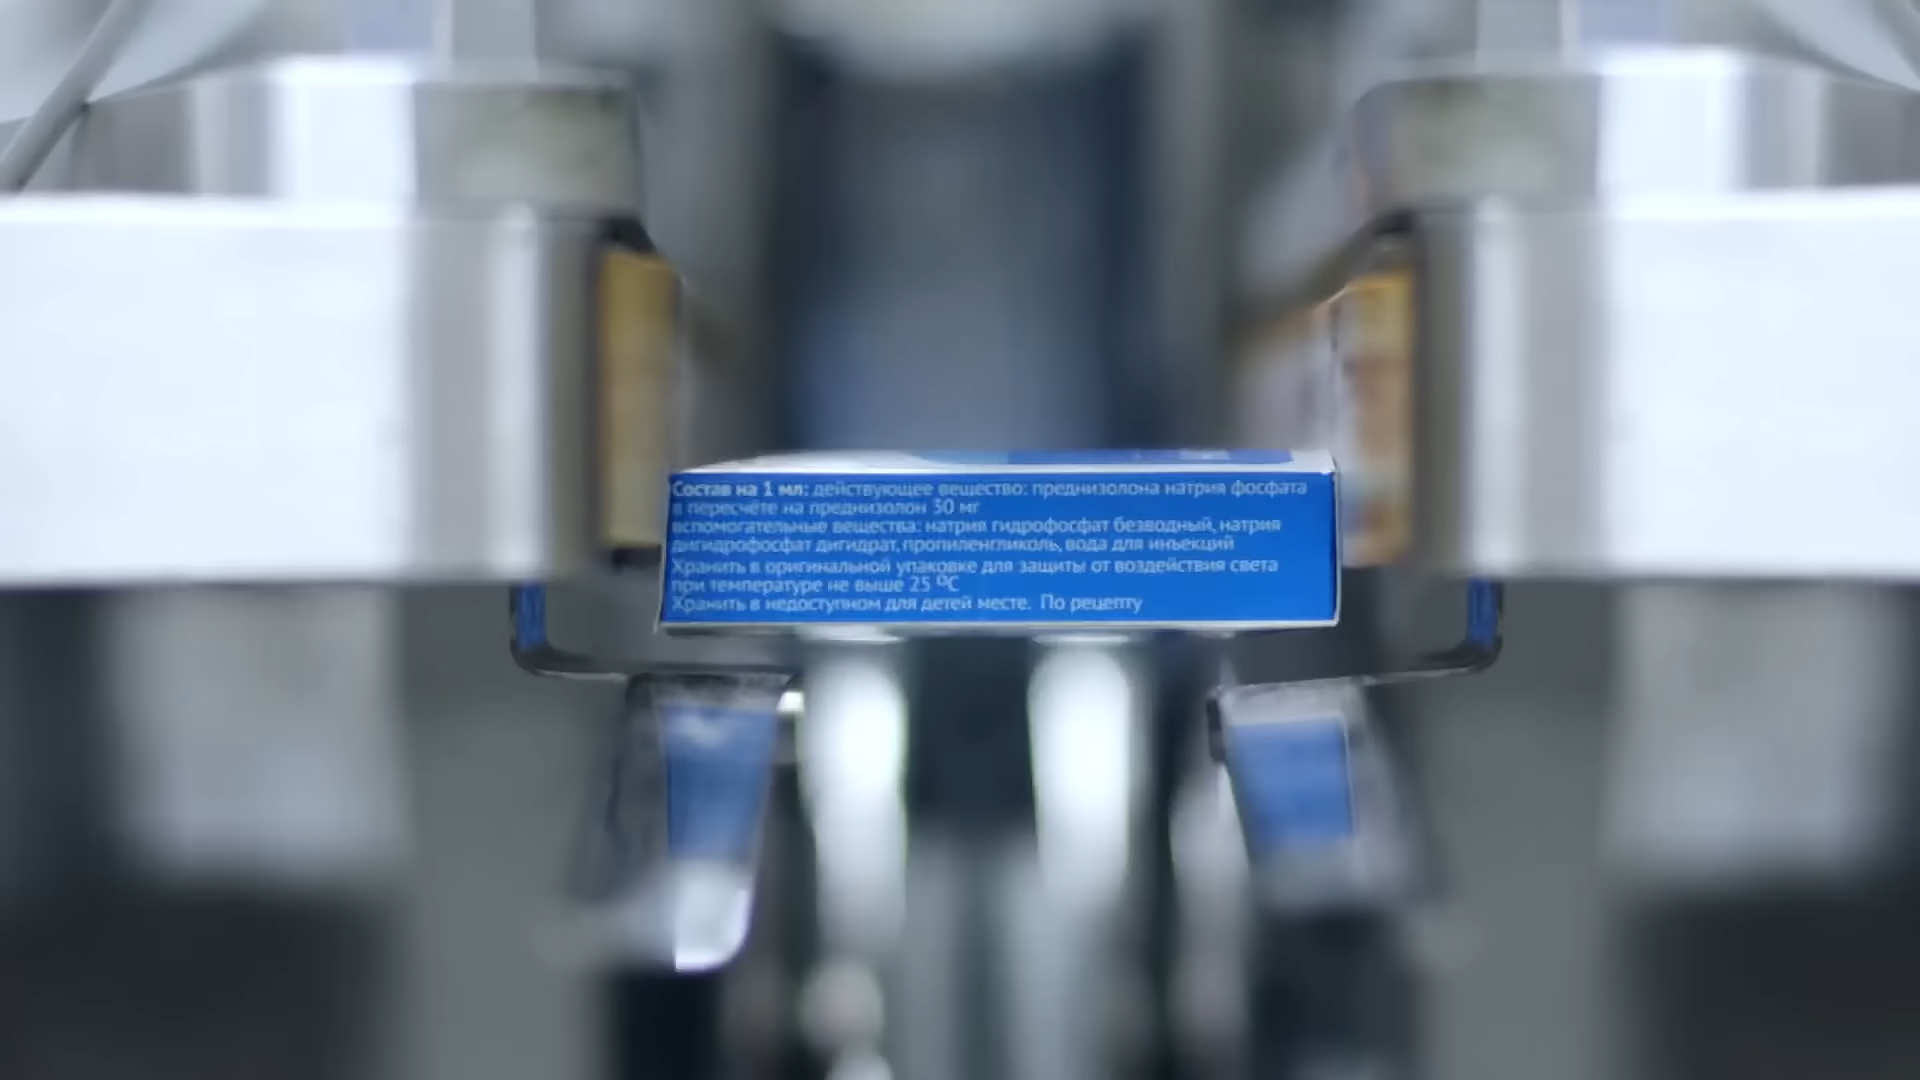 Состав на 1 мл: действующее вещество: преднизолона натрия фосфата
в пересчёте на преднизолон 30 мг
вспомогательные вещества: натрия гидрофосфат безводный, натрия
дигидрофосфат дигидрат, пропиленгликоль, вода для инъекций
Хранить в оригинальной упаковке для защиты от воздействия света
при температуре не выше 25 ºС
Хранить в недоступном для детей месте. По рецепту